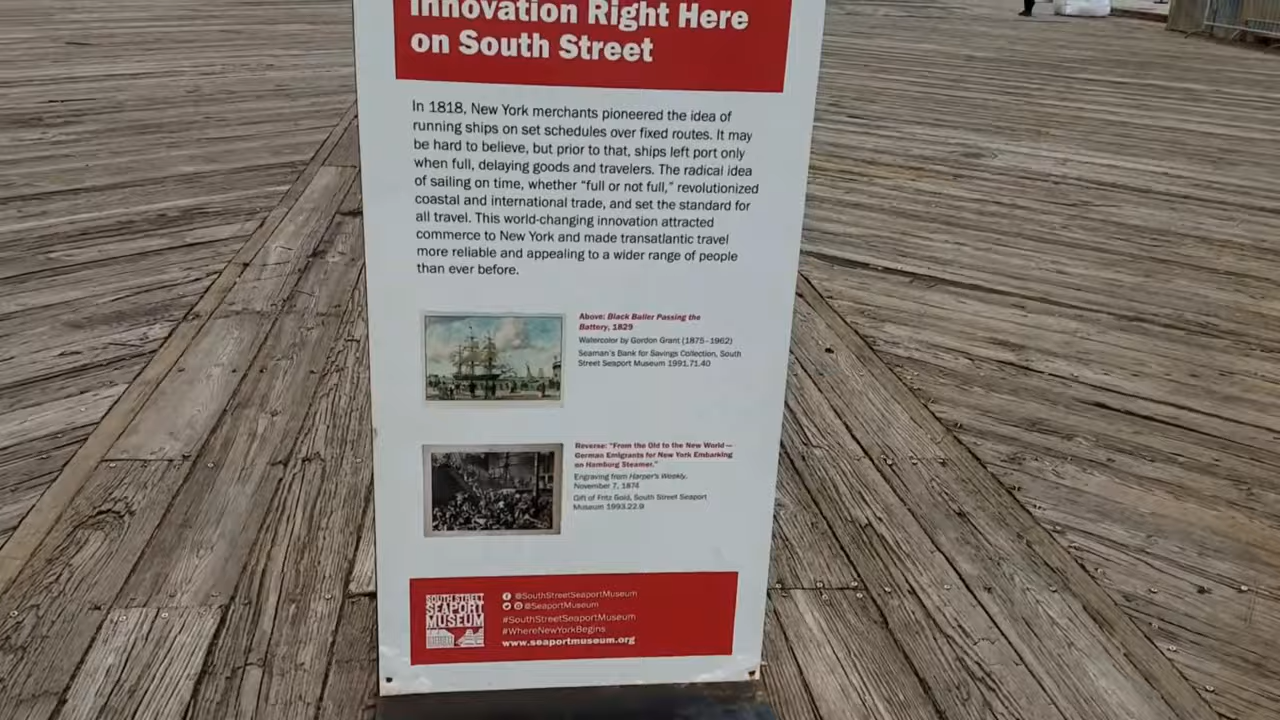 Innovation Right Here
on South Street
In 1818, New York merchants pioneered the idea of
running ships on set schedules over fixed routes. It may
be hard to believe, but prior to that, ships left port only
when full, delaying goods and travelers. The radical idea
of sailing on time, whether “full or not full,” revolutionized
coastal and international trade, and set the standard for
all travel. This world-changing innovation attracted
commerce to New York and made transatlantic travel
more reliable and appealing to a wider range of people
than ever before.
Above: Black Baller Passing the
Battery, 1829
Watercolor by Gordon Grant (1875-1962)
Seaman's Bank for Savings Collection, South
Street Seaport Museum 1991.71.40
Reverse: “From the Old to the New World—
German Emigrants for New York Embarking
on Hamburg Steamer.”
Engraving from Harper's Weekly,
November 7, 1874
Gift of Fritz Gold, South Street Seaport
Museum 1993.22.9
SOUTH STREET
SEAPORT
MUSEUM
@SouthStreetSeaportMuseum
@SeaportMuseum
#SouthStreetSeaportMuseum
#WhereNewYorkBegins
www.seaportmuseum.org